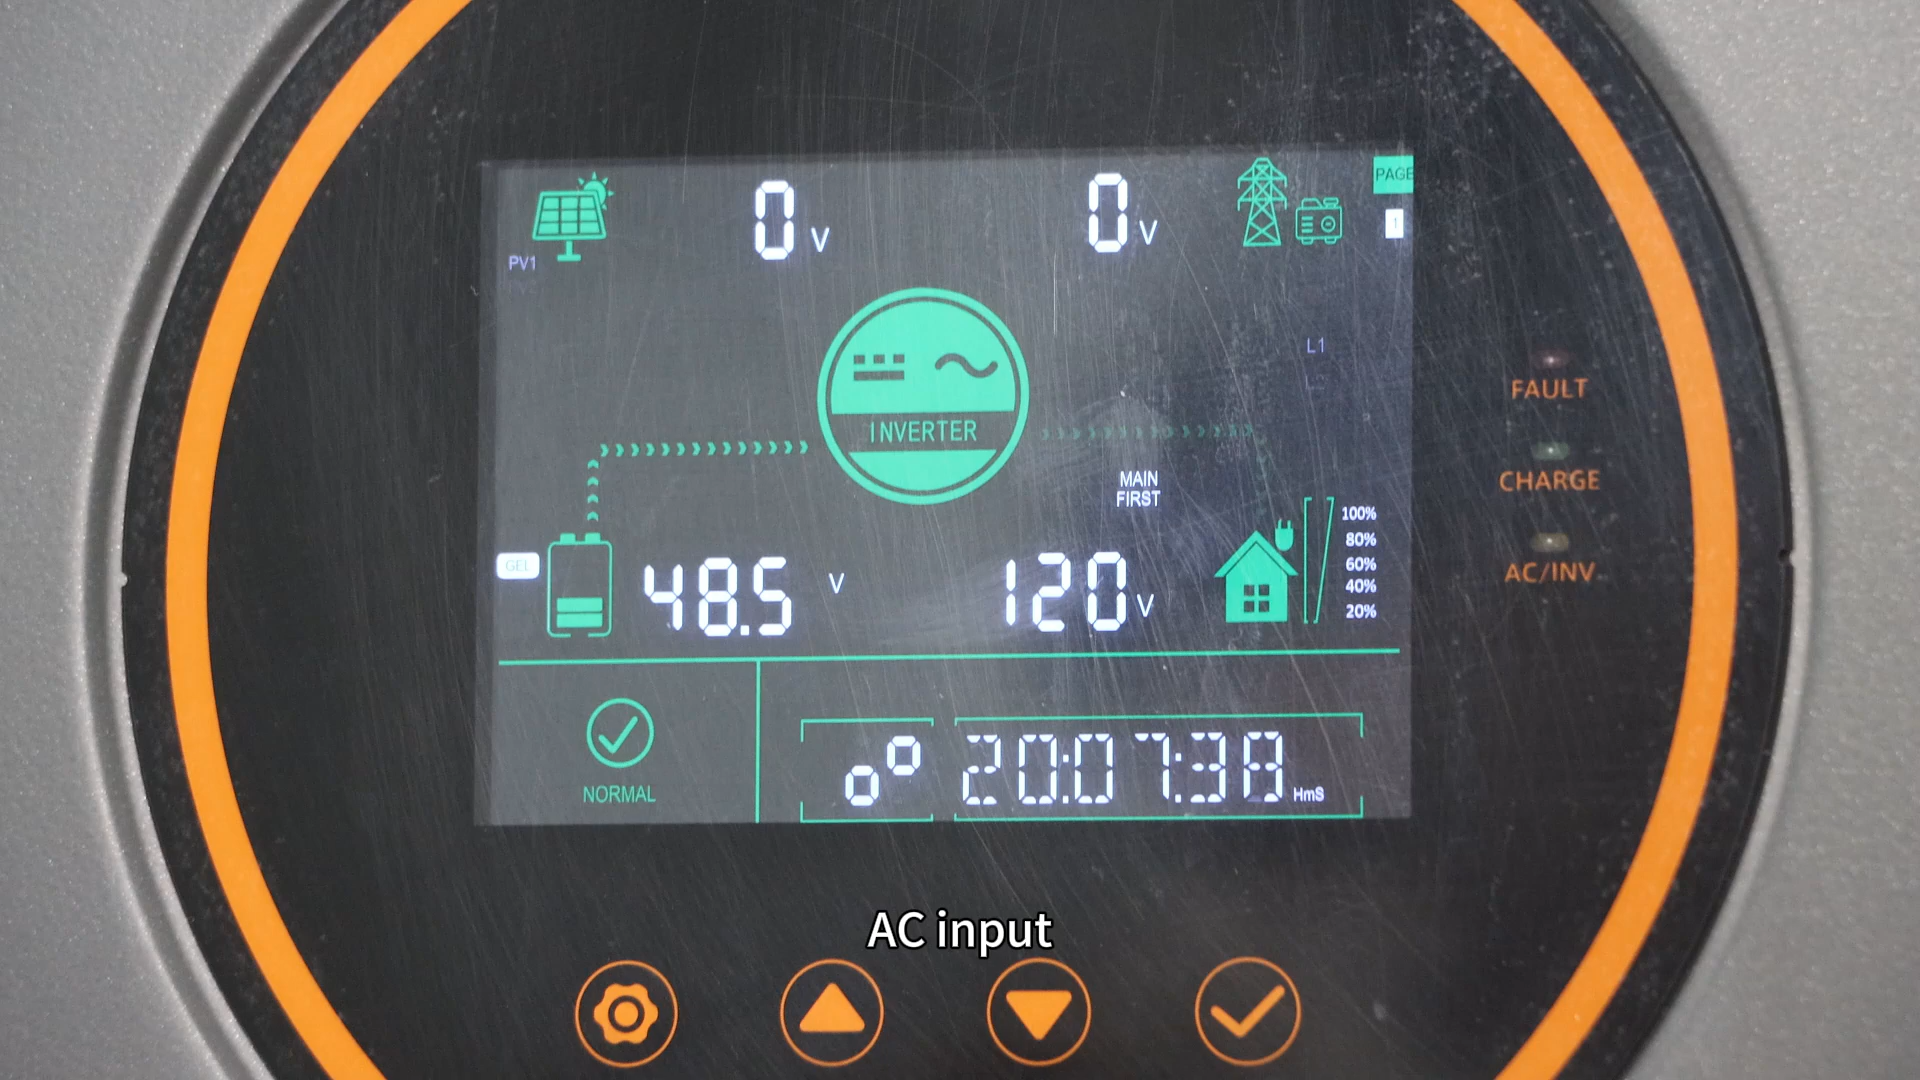 0 V
0 V
PAGE
1
PV1
L1
INVERTER
FAULT
CHARGE
AC/INV
MAIN
FIRST
100%
80%
60%
40%
20%
GEL
48.5 V
120 V
NORMAL
20:07:38 HmS
AC input